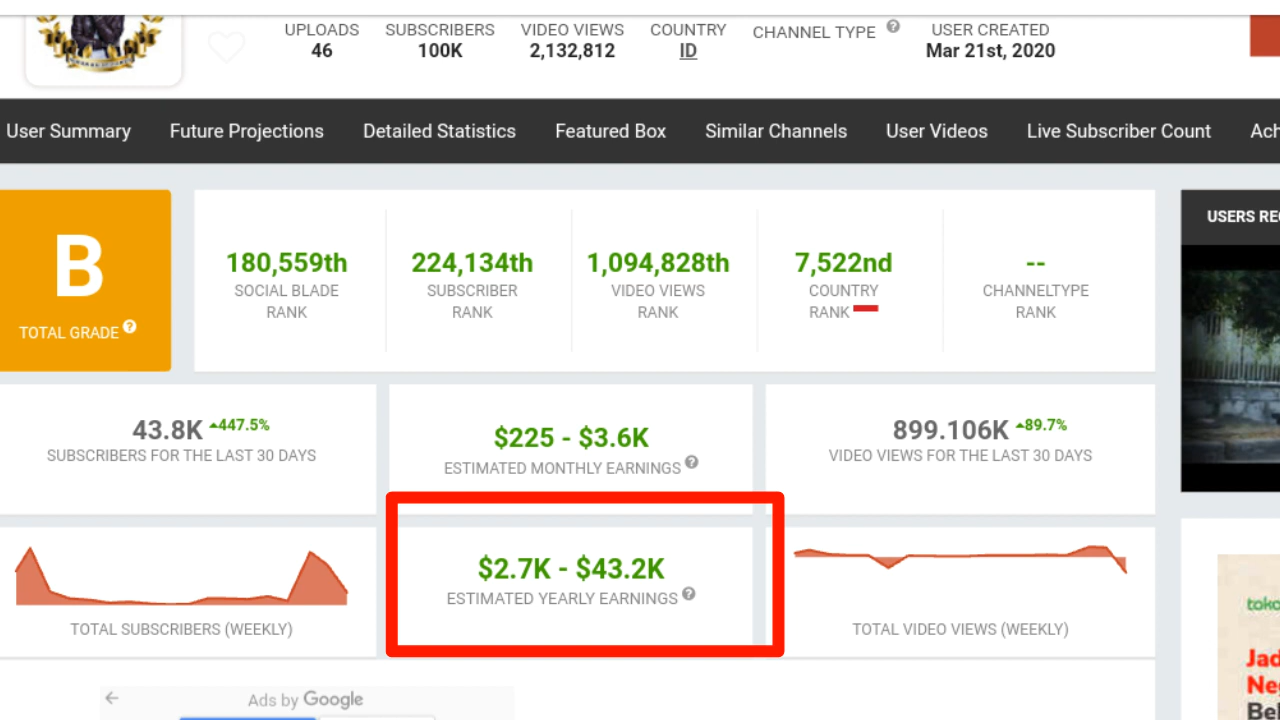 UPLOADS
46
SUBSCRIBERS
100K
VIDEO VIEWS
2,132,812
COUNTRY
ID
CHANNEL TYPE ?
USER CREATED
Mar 21st, 2020
User Summary
Future Projections
Detailed Statistics
Featured Box
Similar Channels
User Videos
Live Subscriber Count
Ach
B
TOTAL GRADE ?
180,559th
SOCIAL BLADE
RANK
224,134th
SUBSCRIBER
RANK
1,094,828th
VIDEO VIEWS
RANK
7,522nd
COUNTRY
RANK
--
CHANNELTYPE
RANK
USERS RE
43.8K 447.5%
SUBSCRIBERS FOR THE LAST 30 DAYS
$225 - $3.6K
ESTIMATED MONTHLY EARNINGS ?
899.106K 89.7%
VIDEO VIEWS FOR THE LAST 30 DAYS
TOTAL SUBSCRIBERS (WEEKLY)
$2.7K - $43.2K
ESTIMATED YEARLY EARNINGS ?
TOTAL VIDEO VIEWS (WEEKLY)
Ads by Google
toko
Jad
Ne
Bel